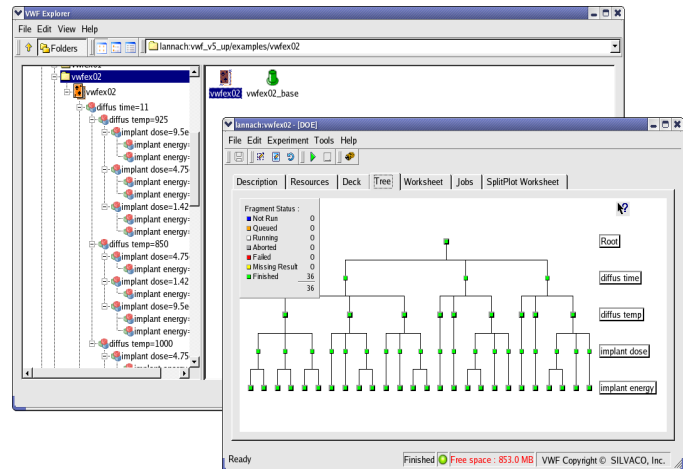 VWF Explorer
File Edit View Help
Folders
lannach:vwf_v5_up/examples/vwfex02
vwfex02
vwfex02
diffus time=11
diffus temp=925
implant dose=9.5e
implant energy=
implant energy=
implant dose=4.75
implant energy=
implant energy=
implant dose=1.42
implant energy=
implant energy=
diffus temp=850
implant dose=4.75
implant energy=
implant dose=1.42
implant energy=
implant dose=9.5e
implant energy=
implant energy=
diffus temp=1000
implant dose=4.75
vwfex02 vwfex02_base
lannach:vwfex02 - [DOE]
File Edit Experiment Tools Help
Description Resources Deck Tree Worksheet Jobs SplitPlot Worksheet
Fragment Status :
Not Run 0
Queued 0
Running 0
Aborted 0
Failed 0
Missing Result 0
Finished 36
36
Root
diffus time
diffus temp
implant dose
implant energy
Ready Finished Free space : 853.0 MB VWF Copyright © SILVACO, Inc.